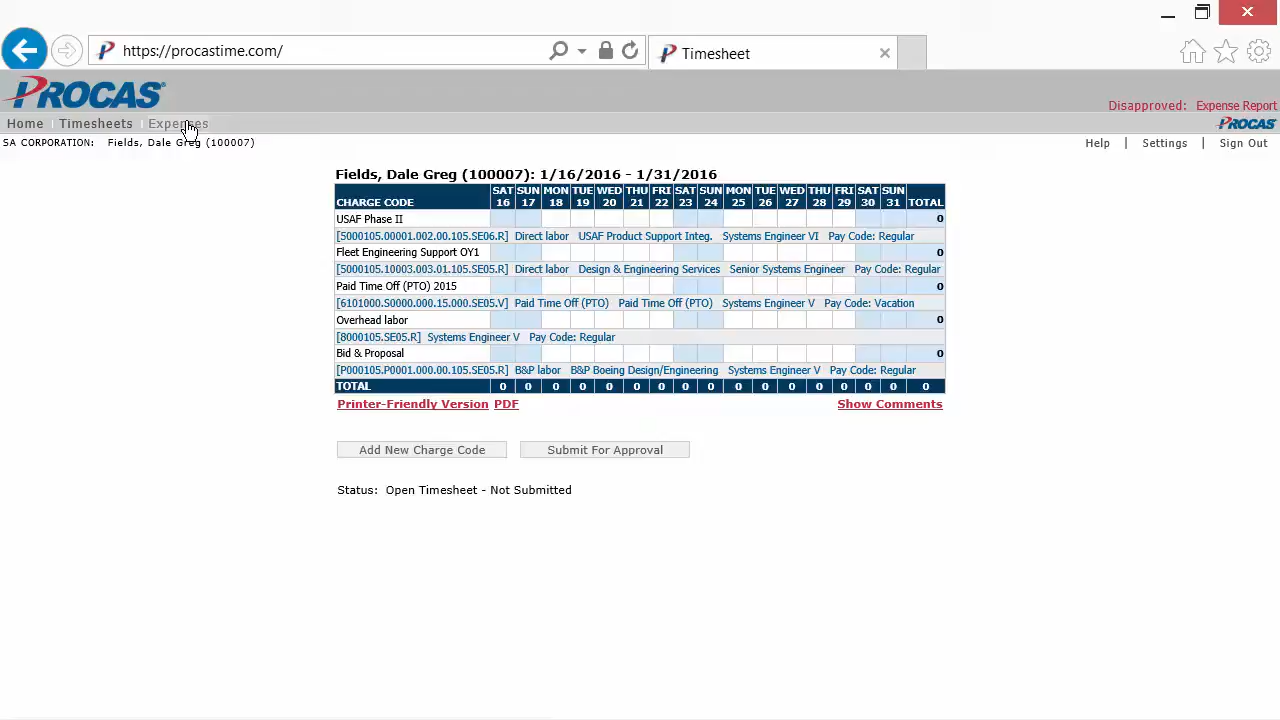 https://procastime.com/
Timesheet
PROCAS
Disapproved: Expense Report
Home Timesheets Expenses
PROCAS
SA CORPORATION: Fields, Dale Greg (100007)
Help | Settings | Sign Out
Fields, Dale Greg (100007): 1/16/2016 - 1/31/2016
SAT SUN MON TUE WED THU FRI SAT SUN MON TUE WED THU FRI SAT SUN
CHARGE CODE 16 17 18 19 20 21 22 23 24 25 26 27 28 29 30 31 TOTAL
USAF Phase II 0
[5000105.00001.002.00.105.SE06.R] Direct labor USAF Product Support Integ. Systems Engineer VI Pay Code: Regular
Fleet Engineering Support OY1 0
[5000105.10003.003.01.105.SE05.R] Direct labor Design & Engineering Services Senior Systems Engineer Pay Code: Regular
Paid Time Off (PTO) 2015 0
[6101000.S0000.000.15.000.SE05.V] Paid Time Off (PTO) Paid Time Off (PTO) Systems Engineer V Pay Code: Vacation
Overhead labor 0
[8000105.SE05.R] Systems Engineer V Pay Code: Regular
Bid & Proposal 0
[P000105.P0001.000.00.105.SE05.R] B&P labor B&P Boeing Design/Engineering Systems Engineer V Pay Code: Regular
TOTAL 0 0 0 0 0 0 0 0 0 0 0 0 0 0 0 0 0
Printer-Friendly Version PDF Show Comments
Add New Charge Code Submit For Approval
Status: Open Timesheet - Not Submitted